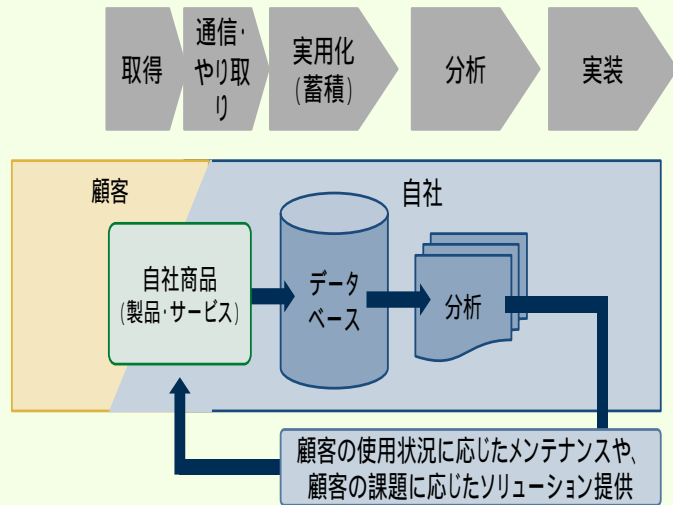 取得
通信・
やり取
り
実用化
(蓄積)
分析
実装
顧客
自社
自社商品
(製品・サービス)
データ
ベース
分析
顧客の使用状況に応じたメンテナンスや、
顧客の課題に応じたソリューション提供